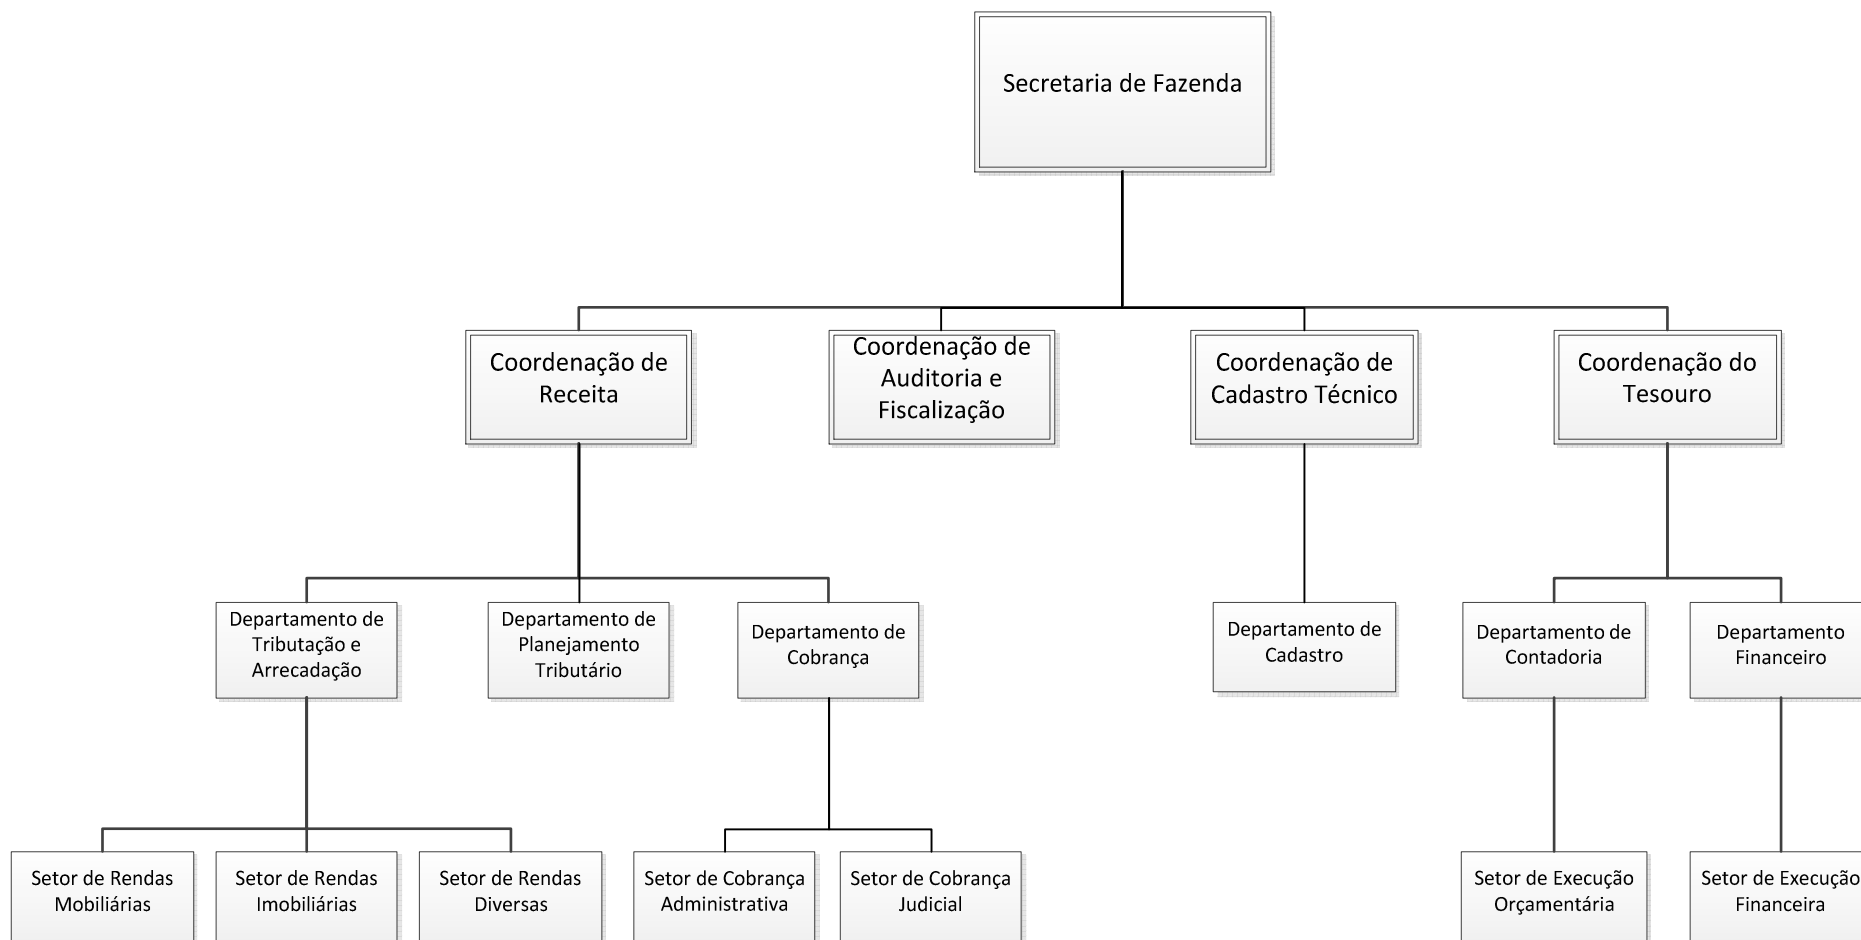 Secretaria de Fazenda
Coordenação de
Receita
Coordenação de
Auditoria e
Fiscalização
Coordenação de
Cadastro Técnico
Coordenação do
Tesouro
Departamento de
Tributação e
Arrecadação
Departamento de
Planejamento
Tributário
Departamento de
Cobrança
Departamento de
Cadastro
Departamento de
Contadoria
Departamento
Financeiro
Setor de Rendas
Mobiliárias
Setor de Rendas
Imobiliárias
Setor de Rendas
Diversas
Setor de Cobrança
Administrativa
Setor de Cobrança
Judicial
Setor de Execução
Orçamentária
Setor de Execução
Financeira